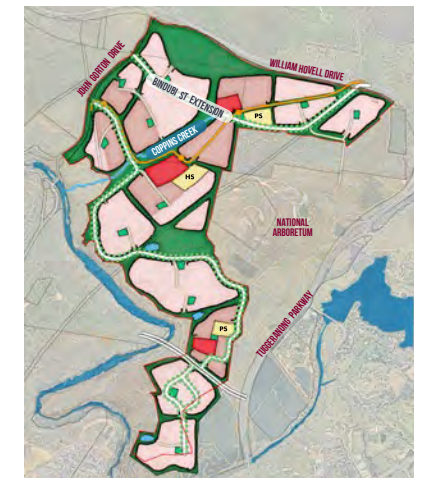 JOHN GORTON DRIVE
WILLIAM HOVELL DRIVE
BINDUBI ST EXTENSION
PS
COPPINS CREEK
HS
NATIONAL
ARBORETUM
TUGGERANONG PARKWAY
PS